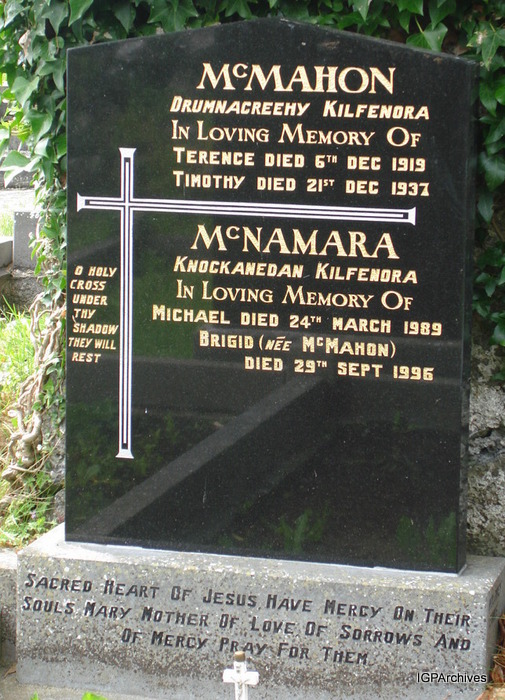 McMAHON
DRUMNACREEHY KILFENORA
IN LOVING MEMORY OF
TERENCE DIED 6TH DEC 1919
TIMOTHY DIED 21ST DEC 1937
McNAMARA
KNOCKANEDAN KILFENORA
IN LOVING MEMORY OF
MICHAEL DIED 24TH MARCH 1989
BRIGID (NĒE McMAHON)
DIED 29TH SEPT 1996
O HOLY
CROSS
UNDER
THY
SHADOW
THEY WILL
REST
SACRED HEART OF JESUS, HAVE MERCY ON THEIR
SOULS, MARY MOTHER OF LOVE OF SORROWS AND
OF MERCY PRAY FOR THEM
IGPArchives